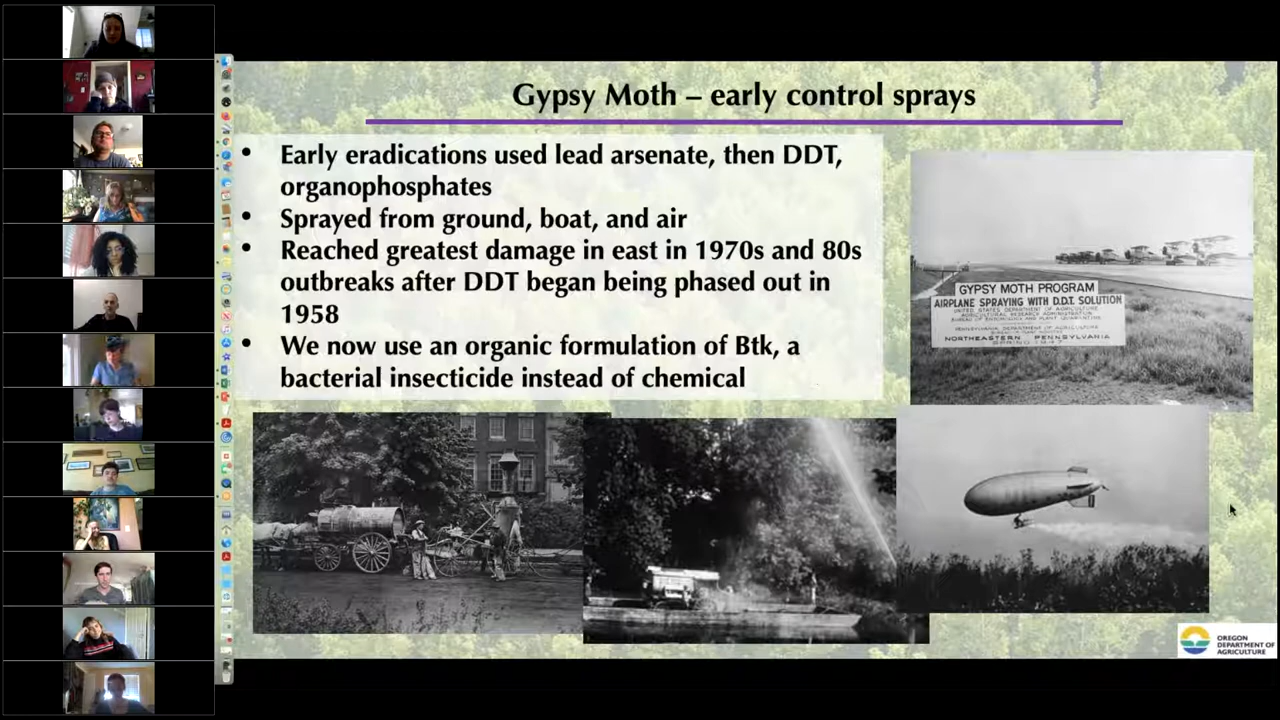 Gypsy Moth – early control sprays
• Early eradications used lead arsenate, then DDT,
organophosphates
• Sprayed from ground, boat, and air
• Reached greatest damage in east in 1970s and 80s
outbreaks after DDT began being phased out in
1958
• We now use an organic formulation of Btk, a
bacterial insecticide instead of chemical
GYPSY MOTH PROGRAM
AIRPLANE SPRAYING WITH D.D.T. SOLUTION
UNITED STATES DEPARTMENT OF AGRICULTURE
AGRICULTURAL RESEARCH ADMINISTRATION
BUREAU OF ENTOMOLOGY AND PLANT QUARANTINE
PENNSYLVANIA DEPARTMENT OF AGRICULTURE
BUREAU OF PLANT INDUSTRY
NORTHEASTERN PENNSYLVANIA
SPRING 1947
OREGON
DEPARTMENT OF
AGRICULTURE